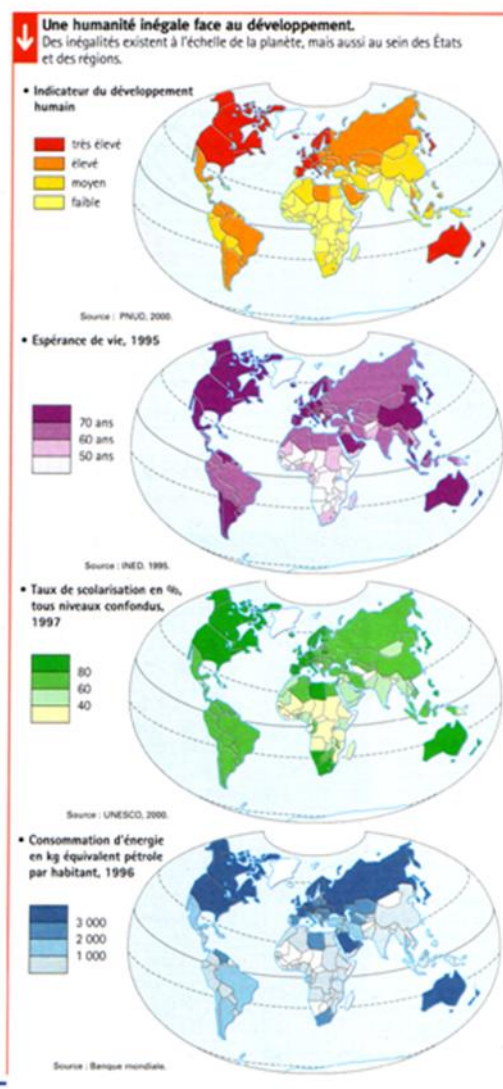 Une humanité inégale face au développement.
Des inégalités existent à l'échelle de la planète, mais aussi au sein des États
et des régions.
• Indicateur du développement
humain
très élevé
élevé
moyen
faible
Source : PNUD, 2000.
• Espérance de vie, 1995
70 ans
60 ans
50 ans
Source : INED, 1995.
• Taux de scolarisation en %,
tous niveaux confondus,
1997
80
60
40
Source : UNESCO, 2000.
• Consommation d'énergie
en kg équivalent pétrole
par habitant, 1996
3 000
2 000
1 000
Source : Banque mondiale.